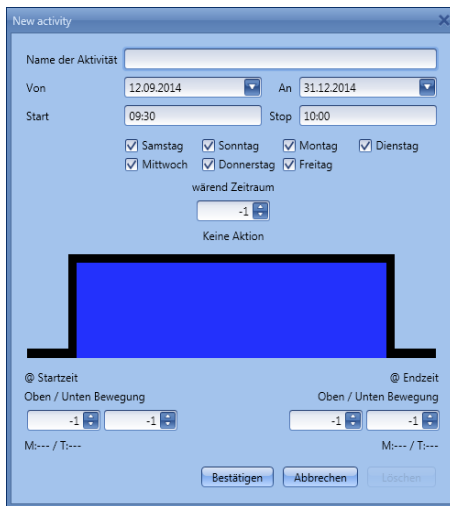 New activity
Name der Aktivität
Von 12.09.2014 An 31.12.2014
Start 09:30 Stop 10:00
Samstag Sonntag Montag Dienstag
Mittwoch Donnerstag Freitag
wärend Zeitraum
-1
Keine Aktion
@ Startzeit @ Endzeit
Oben / Unten Bewegung Oben / Unten Bewegung
-1 -1 -1 -1
M:--- / T:--- M:--- / T:---
Bestätigen Abbrechen Löschen